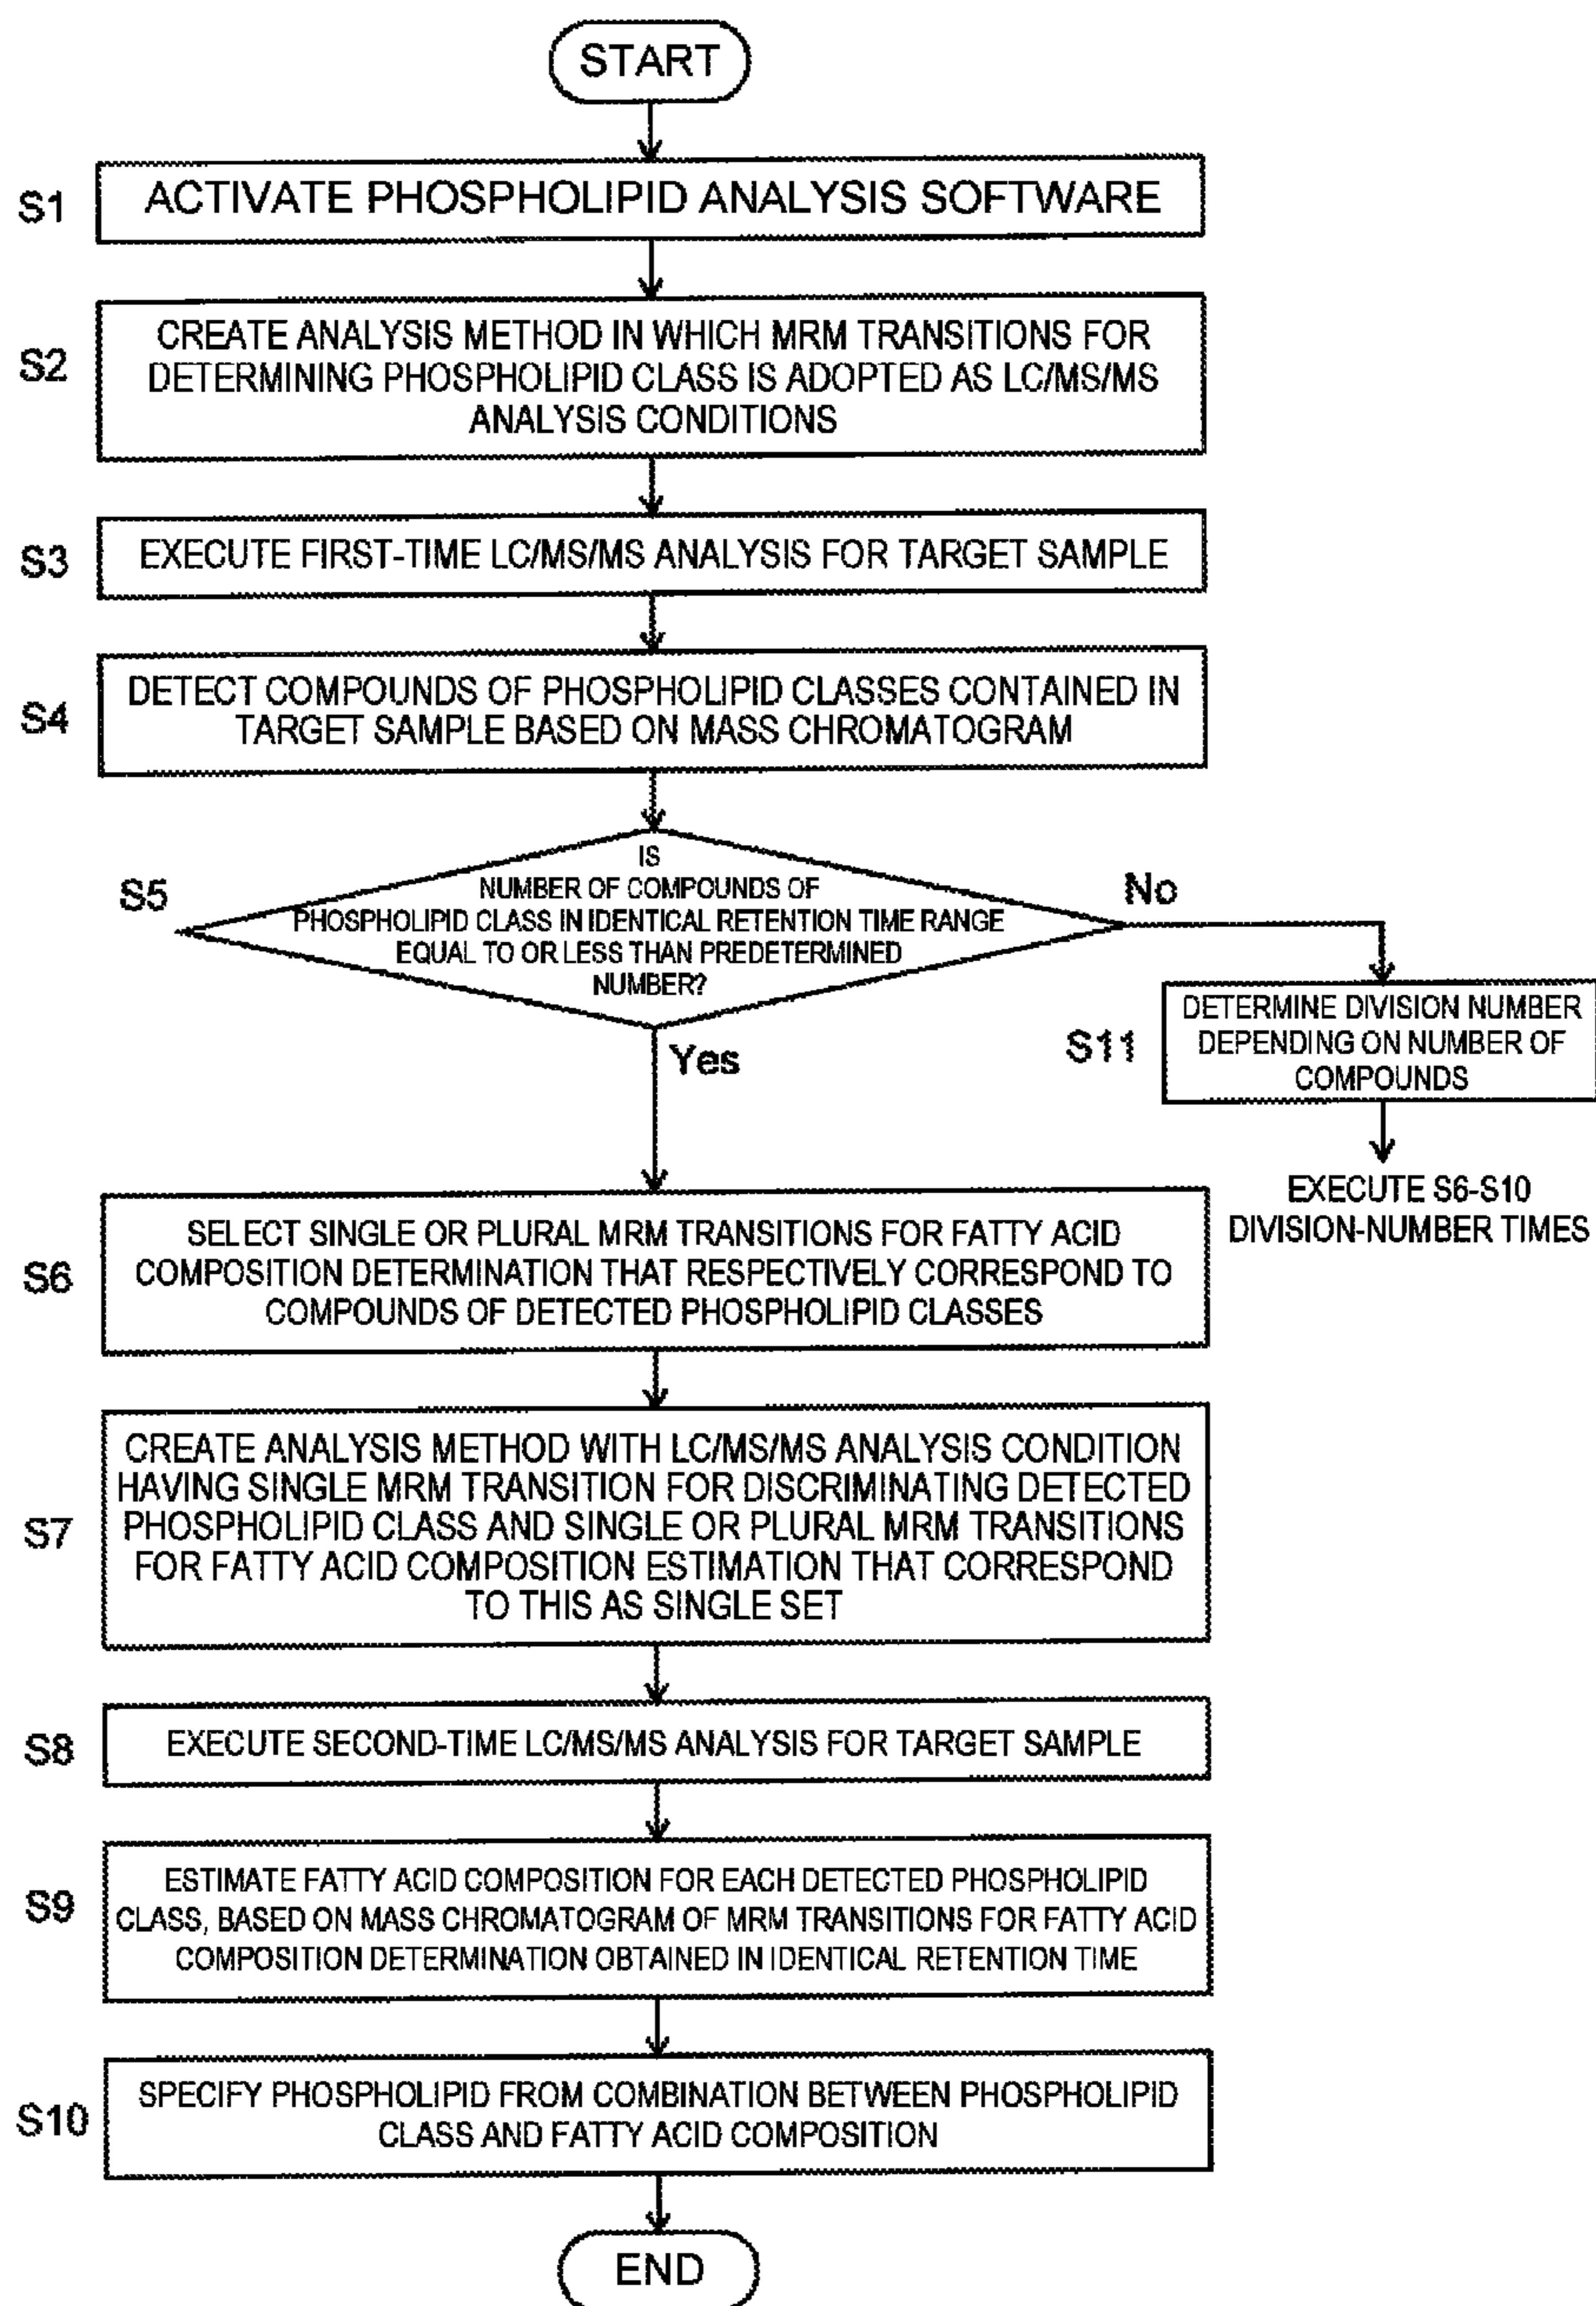 START
S1
ACTIVATE PHOSPHOLIPID ANALYSIS SOFTWARE
S2
CREATE ANALYSIS METHOD IN WHICH MRM TRANSITIONS FOR
DETERMINING PHOSPHOLIPID CLASS IS ADOPTED AS LC/MS/MS
ANALYSIS CONDITIONS
S3
EXECUTE FIRST-TIME LC/MS/MS ANALYSIS FOR TARGET SAMPLE
S4
DETECT COMPOUNDS OF PHOSPHOLIPID CLASSES CONTAINED IN
TARGET SAMPLE BASED ON MASS CHROMATOGRAM
S5
IS
NUMBER OF COMPOUNDS OF
PHOSPHOLIPID CLASS IN IDENTICAL RETENTION TIME RANGE
EQUAL TO OR LESS THAN PREDETERMINED
NUMBER?
No
Yes
S11
DETERMINE DIVISION NUMBER
DEPENDING ON NUMBER OF
COMPOUNDS
EXECUTE S6-S10
DIVISION-NUMBER TIMES
S6
SELECT SINGLE OR PLURAL MRM TRANSITIONS FOR FATTY ACID
COMPOSITION DETERMINATION THAT RESPECTIVELY CORRESPOND TO
COMPOUNDS OF DETECTED PHOSPHOLIPID CLASSES
S7
CREATE ANALYSIS METHOD WITH LC/MS/MS ANALYSIS CONDITION
HAVING SINGLE MRM TRANSITION FOR DISCRIMINATING DETECTED
PHOSPHOLIPID CLASS AND SINGLE OR PLURAL MRM TRANSITIONS
FOR FATTY ACID COMPOSITION ESTIMATION THAT CORRESPOND
TO THIS AS SINGLE SET
S8
EXECUTE SECOND-TIME LC/MS/MS ANALYSIS FOR TARGET SAMPLE
S9
ESTIMATE FATTY ACID COMPOSITION FOR EACH DETECTED PHOSPHOLIPID
CLASS, BASED ON MASS CHROMATOGRAM OF MRM TRANSITIONS FOR FATTY ACID
COMPOSITION DETERMINATION OBTAINED IN IDENTICAL RETENTION TIME
S10
SPECIFY PHOSPHOLIPID FROM COMBINATION BETWEEN PHOSPHOLIPID
CLASS AND FATTY ACID COMPOSITION
END